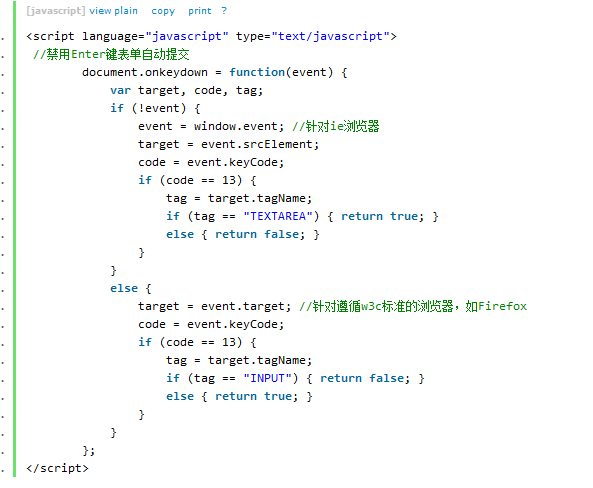 [javascript] view plain copy print ?
<script language="javascript" type="text/javascript">
//禁用Enter键表单自动提交
        document.onkeydown = function(event) {
            var target, code, tag;
            if (!event) {
                event = window.event; //针对ie浏览器
                target = event.srcElement;
                code = event.keyCode;
                if (code == 13) {
                    tag = target.tagName;
                    if (tag == "TEXTAREA") { return true; }
                    else { return false; }
                }
            }
            else {
                target = event.target; //针对遵循w3c标准的浏览器，如Firefox
                code = event.keyCode;
                if (code == 13) {
                    tag = target.tagName;
                    if (tag == "INPUT") { return false; }
                    else { return true; }
                }
            }
        };
</script>